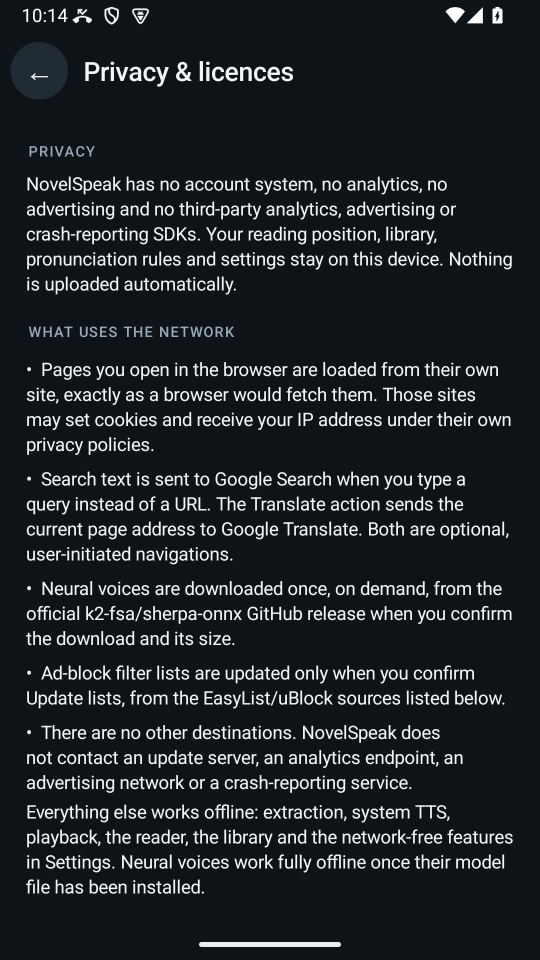 10:14
← Privacy & licences
PRIVACY
NovelSpeak has no account system, no analytics, no
advertising and no third-party analytics, advertising or
crash-reporting SDKs. Your reading position, library,
pronunciation rules and settings stay on this device. Nothing
is uploaded automatically.
WHAT USES THE NETWORK
• Pages you open in the browser are loaded from their own
site, exactly as a browser would fetch them. Those sites
may set cookies and receive your IP address under their own
privacy policies.
• Search text is sent to Google Search when you type a
query instead of a URL. The Translate action sends the
current page address to Google Translate. Both are optional,
user-initiated navigations.
• Neural voices are downloaded once, on demand, from the
official k2-fsa/sherpa-onnx GitHub release when you confirm
the download and its size.
• Ad-block filter lists are updated only when you confirm
Update lists, from the EasyList/uBlock sources listed below.
• There are no other destinations. NovelSpeak does
not contact an update server, an analytics endpoint, an
advertising network or a crash-reporting service.
Everything else works offline: extraction, system TTS,
playback, the reader, the library and the network-free features
in Settings. Neural voices work fully offline once their model
file has been installed.